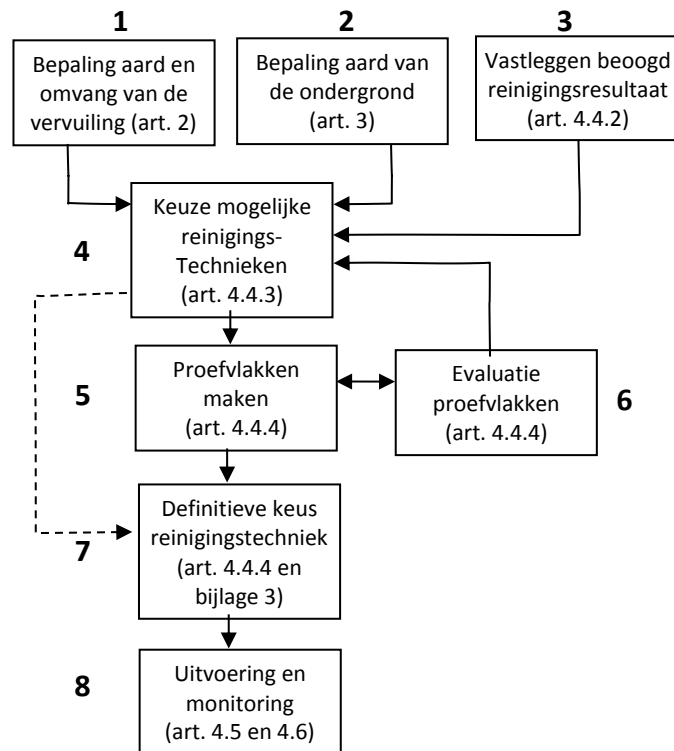 1
Bepaling aard en
omvang van de
vervuiling (art. 2)
2
Bepaling aard van
de ondergrond
(art. 3)
3
Vastleggen beoogd
reinigingsresultaat
(art. 4.4.2)
4
Keuze mogelijke
reinigings-
Technieken
(art. 4.4.3)
5
Proefvlakken
maken
(art. 4.4.4)
Evaluatie
proefvlakken
(art. 4.4.4)
6
7
Definitieve keus
reinigingstechniek
(art. 4.4.4 en
bijlage 3)
8
Uitvoering en
monitoring
(art. 4.5 en 4.6)